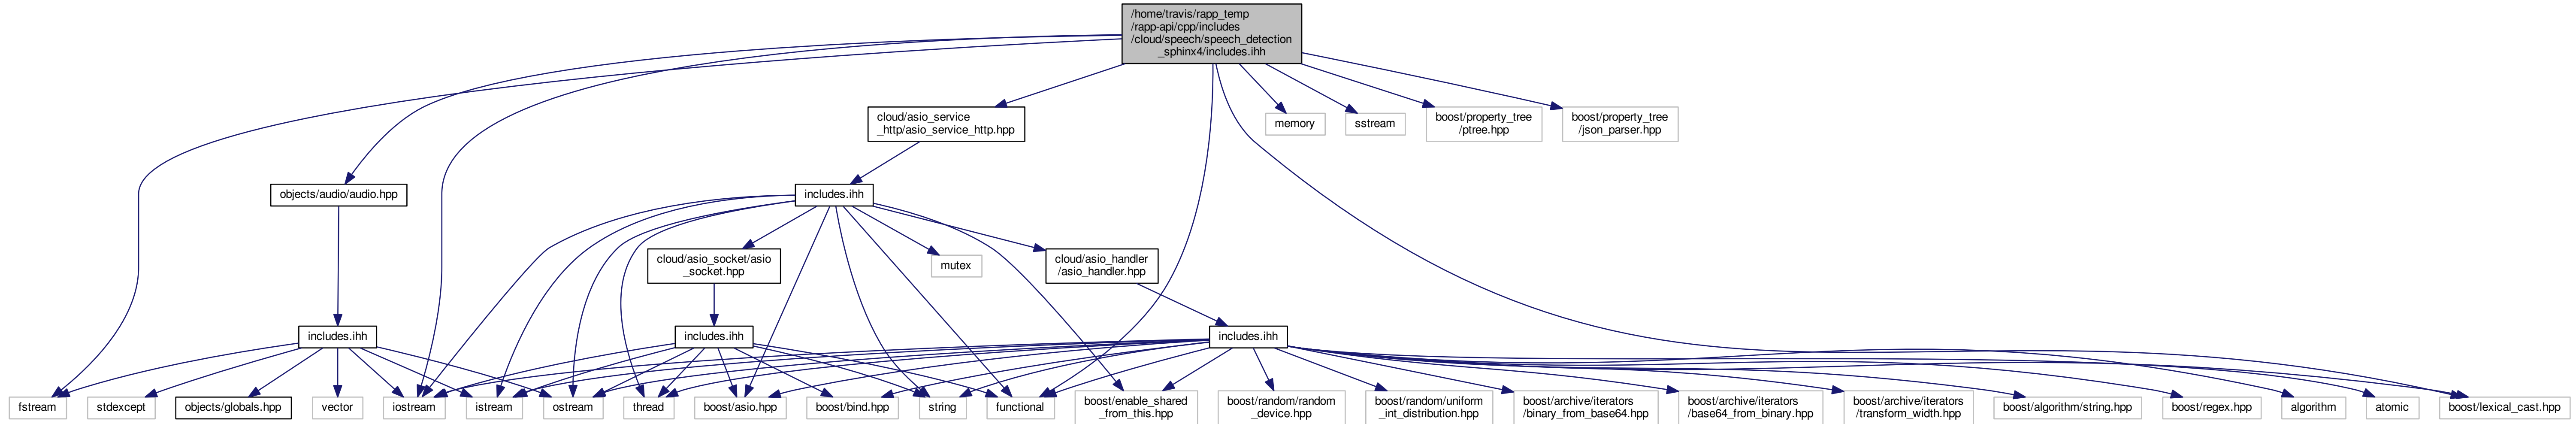 /home/travis/rapp_temp
/rapp-api/cpp/includes
/cloud/speech/speech_detection
_sphinx4/includes.ihh
cloud/asio_service
_http/asio_service_http.hpp
memory
sstream
boost/property_tree
/ptree.hpp
boost/property_tree
/json_parser.hpp
objects/audio/audio.hpp
includes.ihh
cloud/asio_socket/asio
_socket.hpp
mutex
cloud/asio_handler
/asio_handler.hpp
includes.ihh
includes.ihh
includes.ihh
fstream
stdexcept
objects/globals.hpp
vector
iostream
istream
ostream
thread
boost/asio.hpp
boost/bind.hpp
string
functional
boost/enable_shared
_from_this.hpp
boost/random/random
_device.hpp
boost/random/uniform
_int_distribution.hpp
boost/archive/iterators
/binary_from_base64.hpp
boost/archive/iterators
/base64_from_binary.hpp
boost/archive/iterators
/transform_width.hpp
boost/algorithm/string.hpp
boost/regex.hpp
algorithm
atomic
boost/lexical_cast.hpp